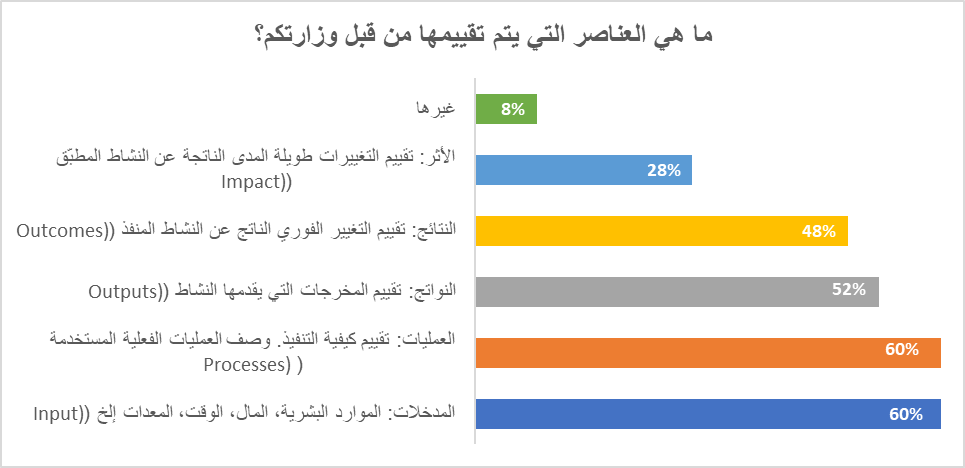 ما هي العناصر التي يتم تقييمها من قبل وزارتكم؟
غيرها
8%
الأثر: تقييم التغييرات طويلة المدى الناتجة عن النشاط المطبّق
((Impact
28%
النتائج: تقييم التغيير الفوري الناتج عن النشاط المنفذ ((Outcomes
48%
النواتج: تقييم المخرجات التي يقدمها النشاط ((Outputs
52%
العمليات: تقييم كيفية التنفيذ. وصف العمليات الفعلية المستخدمة
( (Processes
60%
المدخلات: الموارد البشرية، المال، الوقت، المعدات إلخ ((Input
60%